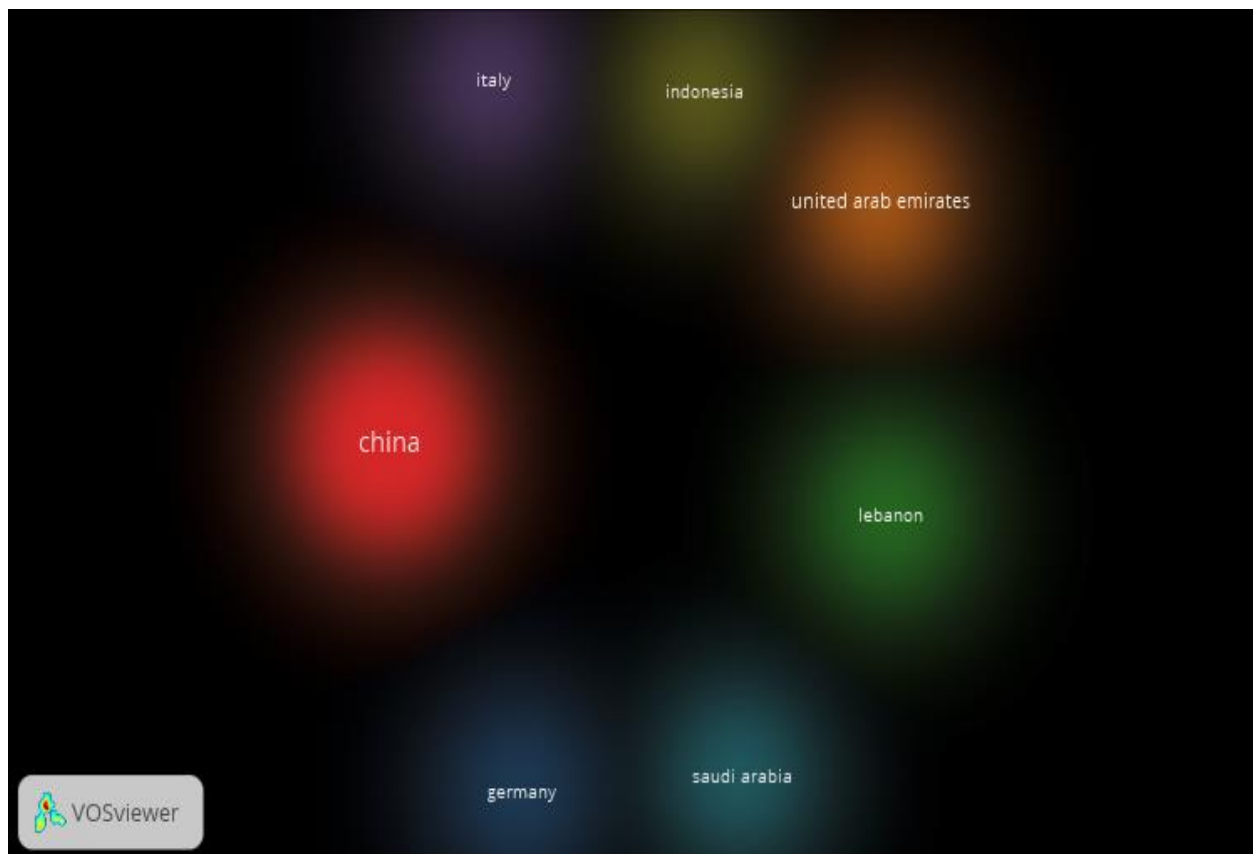 italy
indonesia
united arab emirates
china
lebanon
saudi arabia
germany
VOSviewer